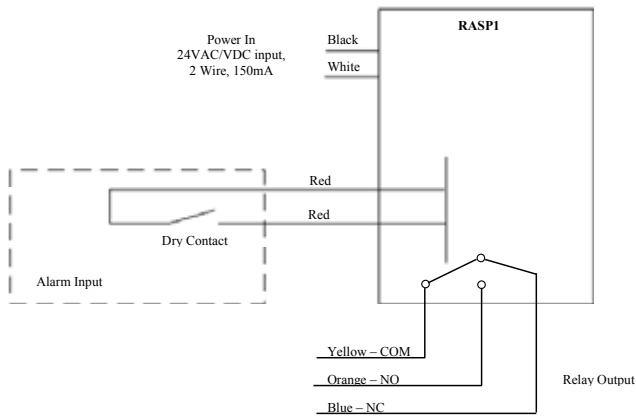 RASP1
Power In
24VAC/VDC input,
2 Wire, 150mA
Black
White
Red
Red
Dry Contact
Alarm Input
Yellow – COM
Orange – NO
Relay Output
Blue – NC